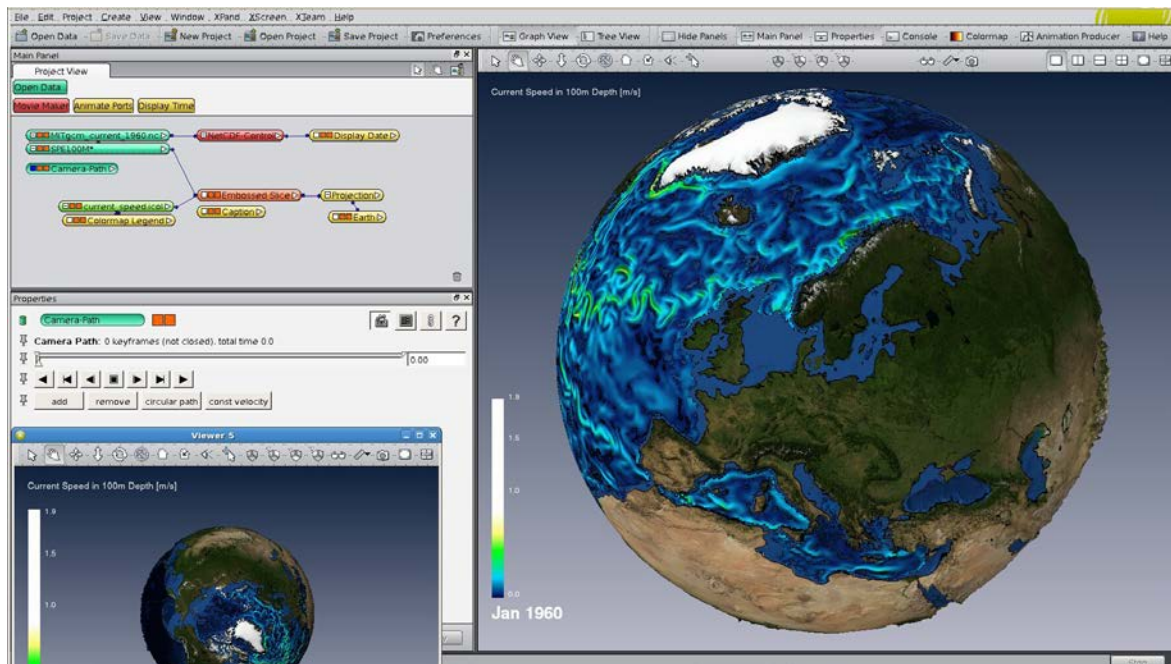 File Edit Project Create View Window XPand XScreen XTeam Help
Open Data Save Data New Project Open Project Save Project Preferences Graph View Tree View Hide Panels Main Panel Properties Console Colormap Animation Producer Help
Main Panel
Project View
Open Data
Movie Maker Animate Ports Display Time
MITgcm_current_1960.nc NetCDF-Control Display Date
SPE100M*
Camera-Path
Embossed Slice Projection
current_speed.icol Caption Earth
Colormap Legend
Properties
Camera-Path
Camera Path: 0 keyframes (not closed), total time 0.0
0.00
add remove circular path const velocity
Viewer 5
Current Speed in 100m Depth [m/s]
1.9
1.5
1.0
Current Speed in 100m Depth [m/s]
1.9
1.5
1.0
0.0
Jan 1960
Stop